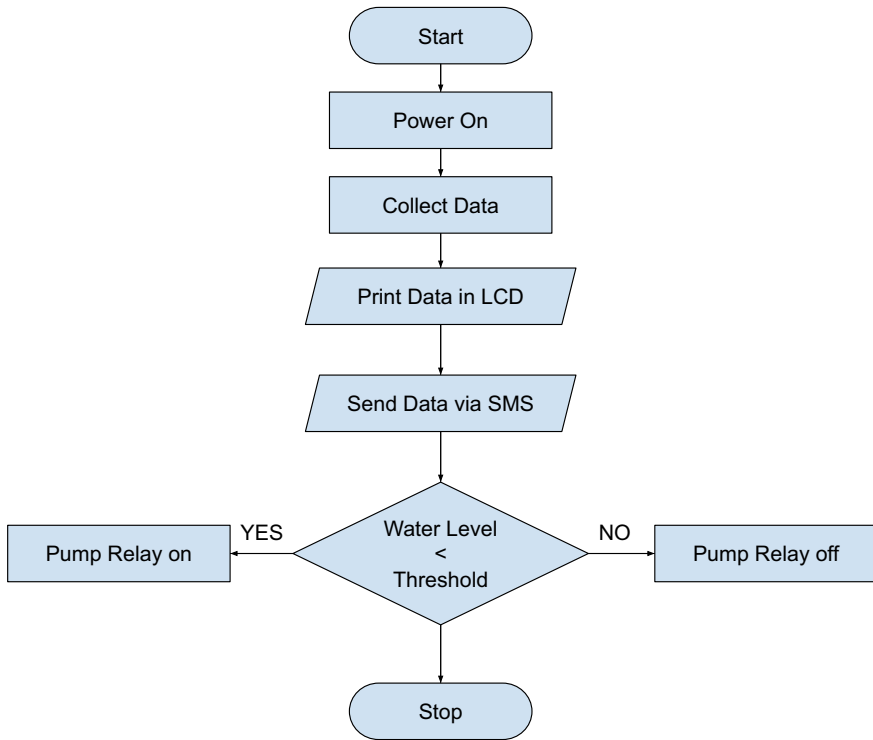 Start
Power On
Collect Data
Print Data in LCD
Send Data via SMS
Water Level
<
Threshold
YES
NO
Pump Relay on
Pump Relay off
Stop